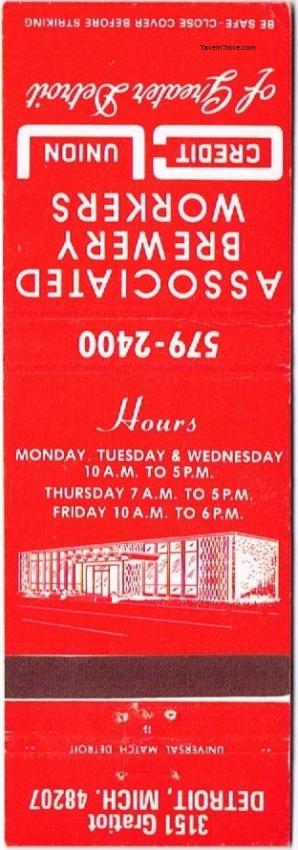 TavernTrove.com
BE SAFE-CLOSE COVER BEFORE STRIKING
ASSOCIATED
BREWERY
WORKERS
CREDIT UNION
of Greater Detroit
579-2400
Hours
MONDAY, TUESDAY & WEDNESDAY
10 A.M. TO 5 P.M.
THURSDAY 7 A.M. TO 5 P.M.
FRIDAY 10 A.M. TO 6 P.M.
UNIVERSAL MATCH DETROIT
3151 Gratiot
DETROIT, MICH. 48207